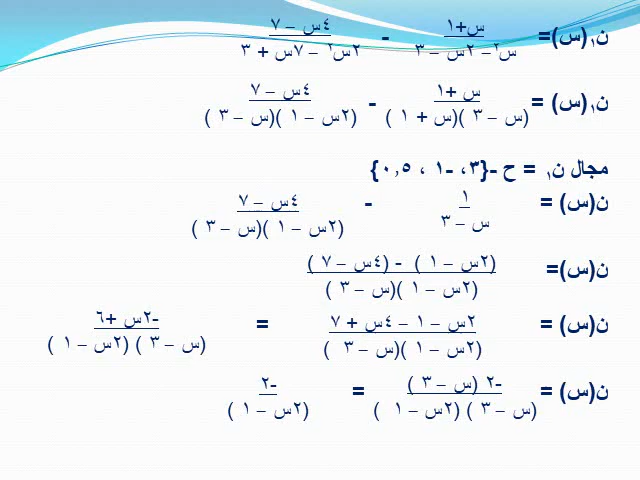 ن١(س)= س+١ - ٤س – ٧
س٢– ٢س – ٣ ٢س٢ – ٧س + ٣
ن١(س) = س +١ - ٤س – ٧
(س – ٣ )(س + ١ ) (٢س – ١ )(س – ٣ )
مجال ن١ = ح -{٣، -١ ، ٠,٥}
ن(س) = ١ - ٤س – ٧
س – ٣ (٢س – ١ )(س – ٣ )
ن(س)= (٢س – ١ ) - (٤س – ٧ )
(٢س – ١ )(س – ٣ )
ن(س) = ٢س – ١ – ٤س + ٧ = -٢س +٦
(٢س – ١ )(س – ٣ ) (س – ٣ ) (٢س – ١ )
ن(س) = -٢ (س – ٣ ) = -٢
(س – ٣ ) (٢س – ١ ) (٢س – ١ )